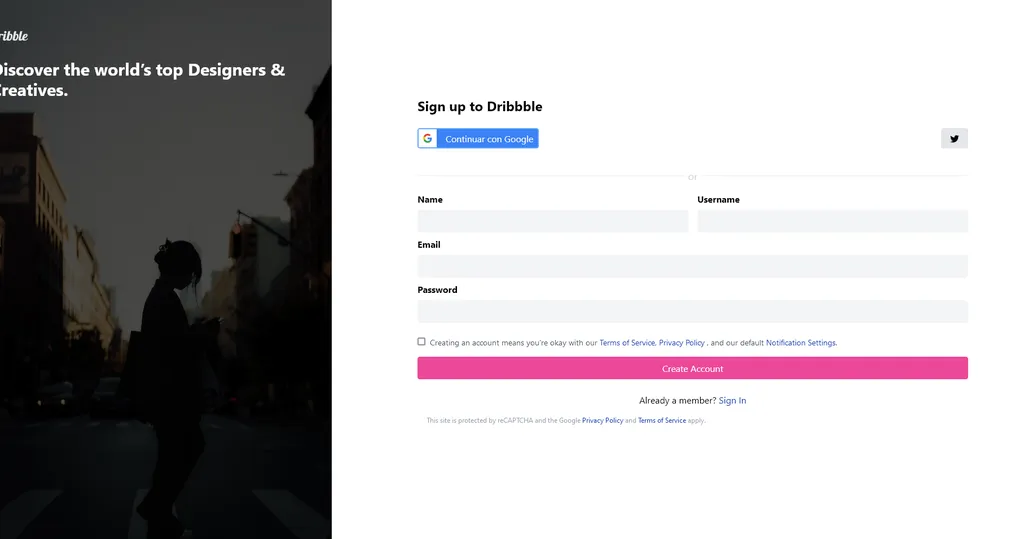 ribble
iscover the world's top Designers &
reatives.
Sign up to Dribbble
Continuar con Google
or
Name
Username
Email
Password
Creating an account means you're okay with our Terms of Service, Privacy Policy , and our default Notification Settings.
Create Account
Already a member? Sign In
This site is protected by reCAPTCHA and the Google Privacy Policy and Terms of Service apply.